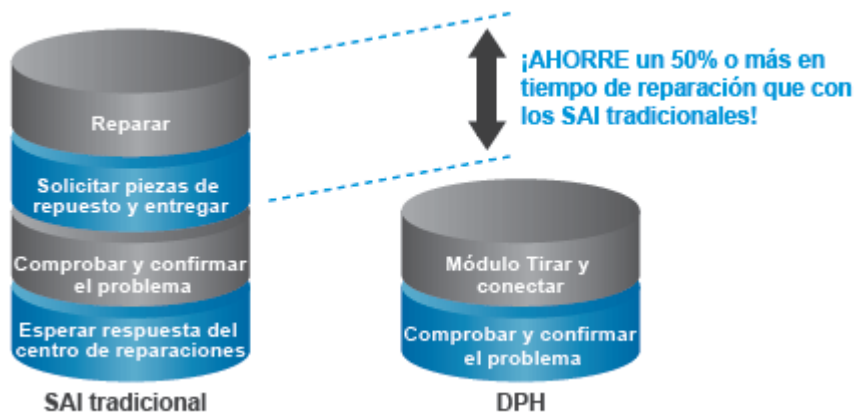 ¡AHORRE un 50% o más en
tiempo de reparación que con
los SAI tradicionales!
Reparar
Solicitar piezas de
repuesto y entregar
Comprobar y confirmar
el problema
Esperar respuesta del
centro de reparaciones
SAI tradicional
Módulo Tirar y
conectar
Comprobar y confirmar
el problema
DPH